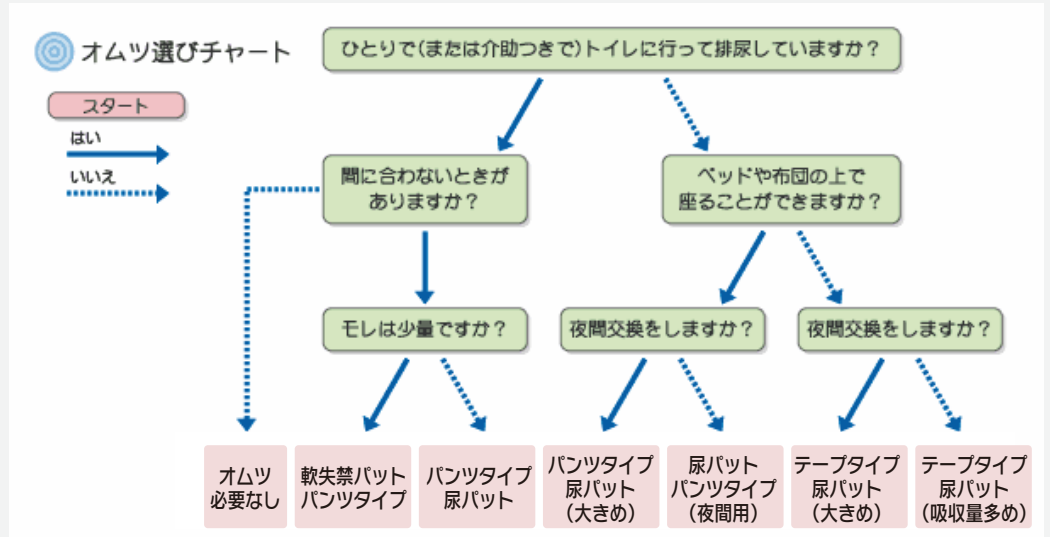 オムツ選びチャート
ひとりで(または介助つきで)トイレに行って排尿していますか？
スタート
はい
いいえ
間に合わないときが
ありますか？
ベッドや布団の上で
座ることができますか？
モレは少量ですか？
夜間交換をしますか？
夜間交換をしますか？
オムツ
必要なし
軟失禁パット
パンツタイプ
パンツタイプ
尿パット
パンツタイプ
尿パット
（大きめ）
尿パット
パンツタイプ
（夜間用）
テープタイプ
尿パット
（大きめ）
テープタイプ
尿パット
（吸収量多め）